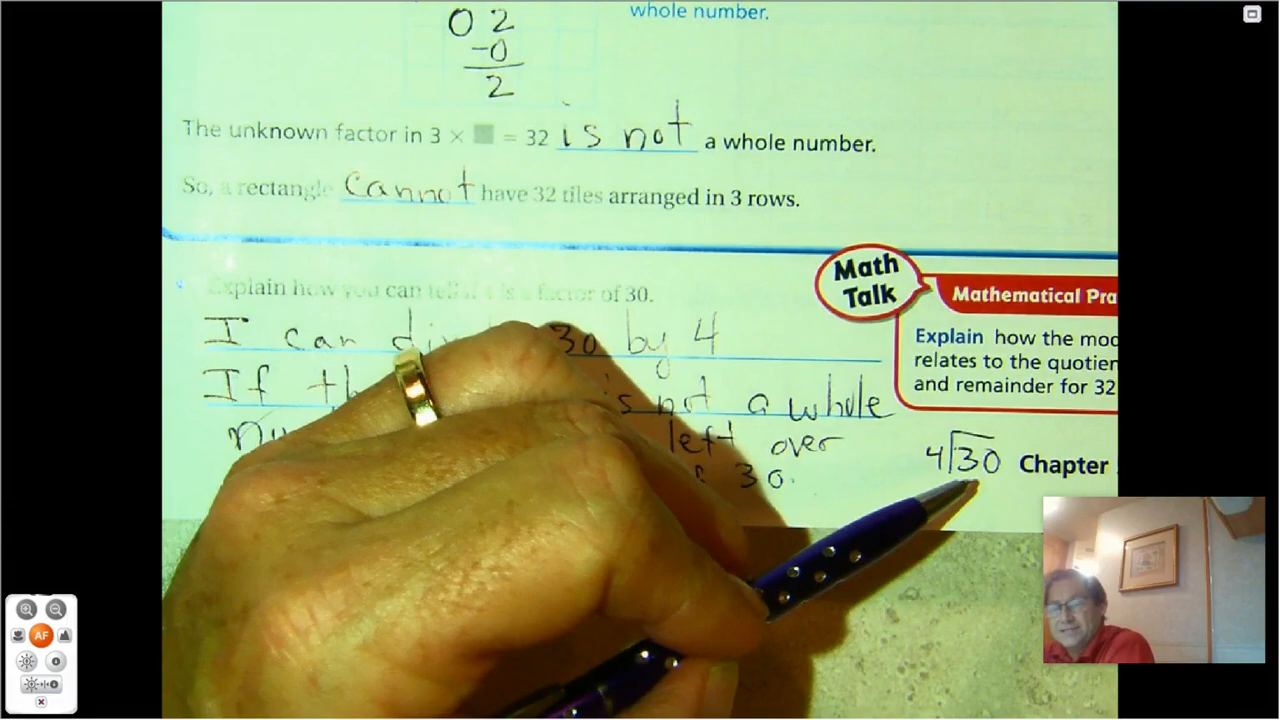 whole number.
0 2
-0
2
The unknown factor in 3 × = 32 is not a whole number.
So, a rectangle cannot have 32 tiles arranged in 3 rows.
Math
Talk
Mathematical Pra
Explain how the mod
relates to the quotien
and remainder for 32
Explain how you can tell if 4 is a factor of 30.
I can 30 by 4
If is not a whole
left over
30.
4 30
Chapter
AF